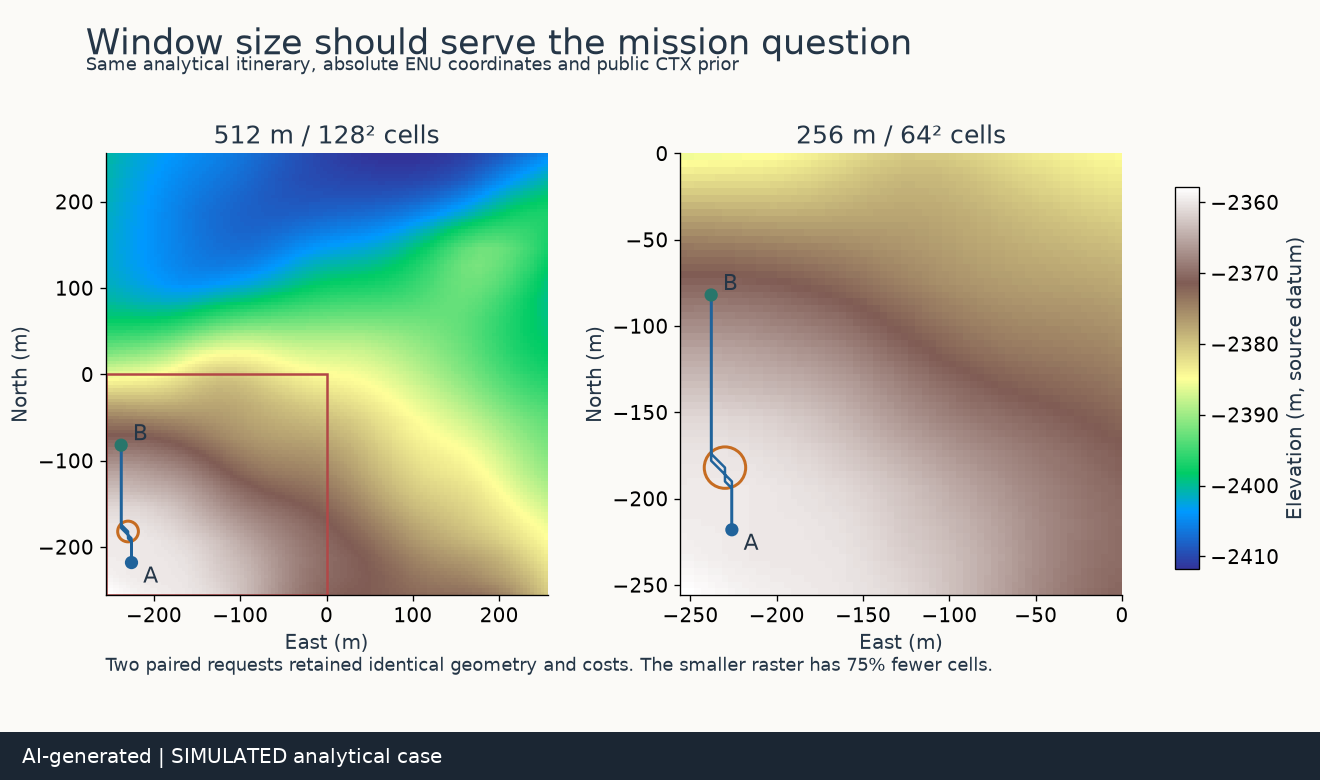 Window size should serve the mission question
Same analytical itinerary, absolute ENU coordinates and public CTX prior
512 m / 128² cells
200
100
0
−100
−200
North (m)
B
A
−200 −100 0 100 200
East (m)
256 m / 64² cells
0
−50
−100
−150
−200
−250
North (m)
B
A
−250 −200 −150 −100 −50 0
East (m)
−2360
−2370
−2380
−2390
−2400
−2410
Elevation (m, source datum)
Two paired requests retained identical geometry and costs. The smaller raster has 75% fewer cells.
AI-generated | SIMULATED analytical case